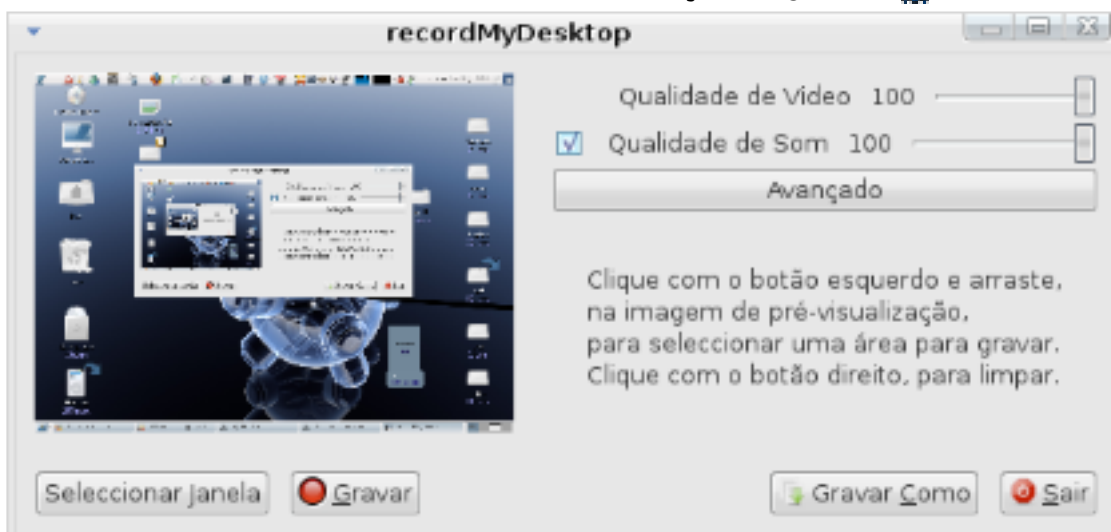 recordMyDesktop
Qualidade de Video 100
Qualidade de Som 100
Avançado
Clique com o botão esquerdo e arraste,
na imagem de pré-visualização,
para seleccionar uma área para gravar.
Clique com o botão direito, para limpar.
Seleccionar Janela
Gravar
Gravar Como
Sair